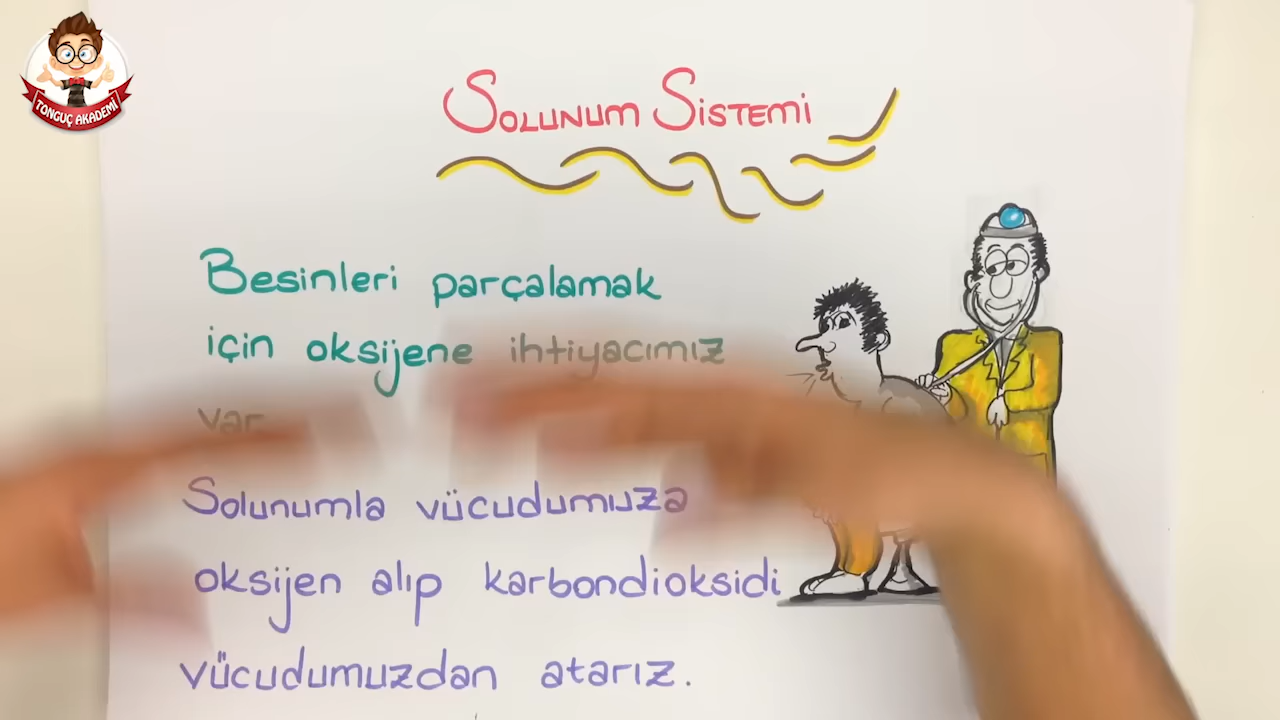 TONGUÇ AKADEMİ
Solunum Sistemi
Besinleri parçalamak
için oksijene ihtiyacımız
var
Solunumla vücudumuza
oksijen alıp karbondioksidi
vücudumuzdan atarız.